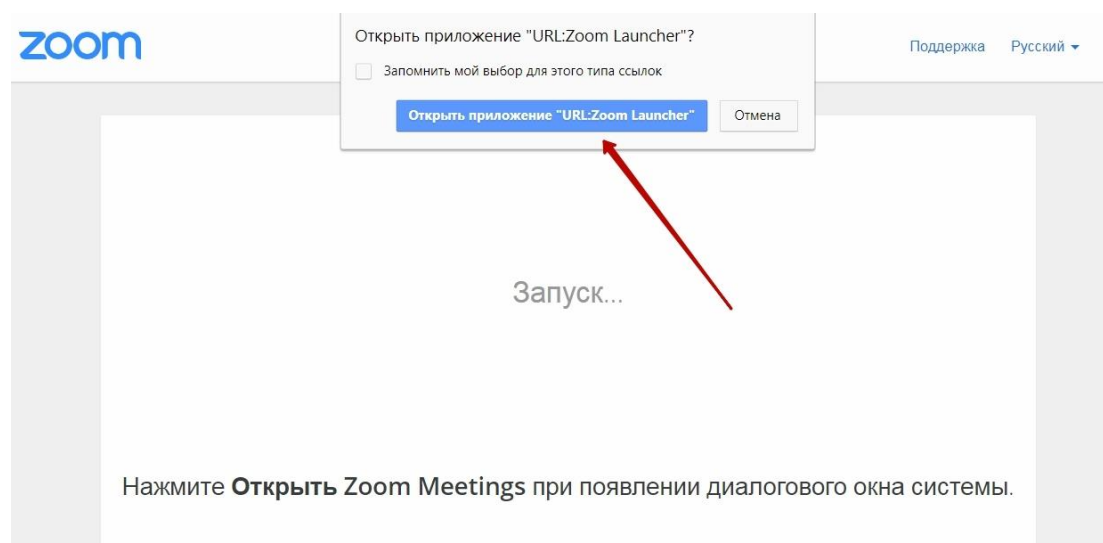 zoom
Открыть приложение "URL:Zoom Launcher"?
Запомнить мой выбор для этого типа ссылок
Открыть приложение "URL:Zoom Launcher"
Отмена
Поддержка
Русский
Запуск...
Нажмите Открыть Zoom Meetings при появлении диалогового окна системы.